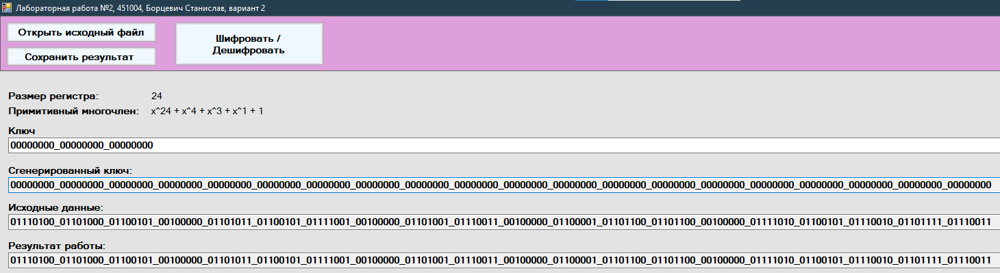 Лабораторная работа №2, 451004, Борцевич Станислав, вариант 2
Открыть исходный файл
Сохранить результат
Шифровать /
Дешифровать
Размер регистра: 24
Примитивный многочлен: x^24 + x^4 + x^3 + x^1 + 1
Ключ
00000000_00000000_00000000
Сгенерированный ключ:
00000000_00000000_00000000_00000000_00000000_00000000_00000000_00000000_00000000_00000000_00000000_00000000_00000000_00000000_00000000_00000000_00000000_00000000_00000000_00000000
Исходные данные:
01110100_01101000_01100101_00100000_01101011_01100101_01111001_00100000_01101001_01110011_00100000_01100001_01101100_01101100_00100000_01111010_01100101_01110010_01101111_01110011
Результат работы:
01110100_01101000_01100101_00100000_01101011_01100101_01111001_00100000_01101001_01110011_00100000_01100001_01101100_01101100_00100000_01111010_01100101_01110010_01101111_01110011